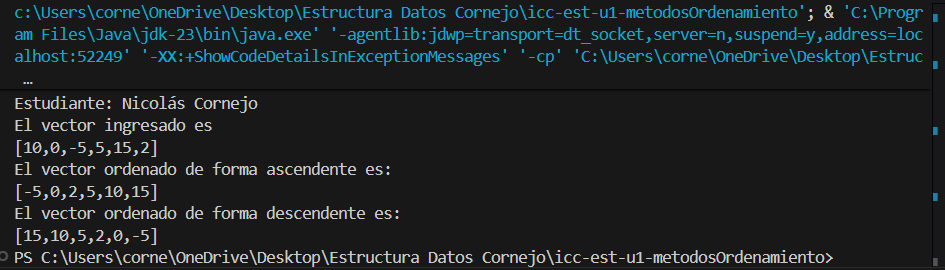 c:\Users\corne\OneDrive\Desktop\Estructura Datos Cornejo\icc-est-u1-metodosOrdenamiento'; & 'C:\Progr
am Files\Java\jdk-23\bin\java.exe' '-agentlib:jdwp=transport=dt_socket,server=n,suspend=y,address=loc
alhost:52249' '-XX:+ShowCodeDetailsInExceptionMessages' '-cp' 'C:\Users\corne\OneDrive\Desktop\Estruc
…
Estudiante: Nicolás Cornejo
El vector ingresado es
[10,0,-5,5,15,2]
El vector ordenado de forma ascendente es:
[-5,0,2,5,10,15]
El vector ordenado de forma descendente es:
[15,10,5,2,0,-5]
PS C:\Users\corne\OneDrive\Desktop\Estructura Datos Cornejo\icc-est-u1-metodosOrdenamiento>